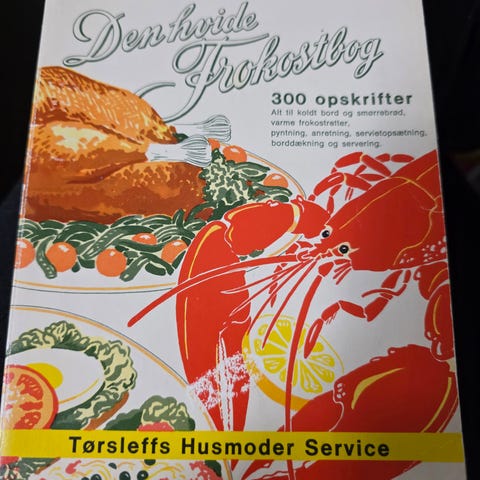 Den hvide
Frokostbog
300 opskrifter
Alt til koldt bord og smørrebrød,
varme frokostretter,
pyntning, anretning, servietopsætning,
borddækning og servering.
Tørsleffs Husmoder Service